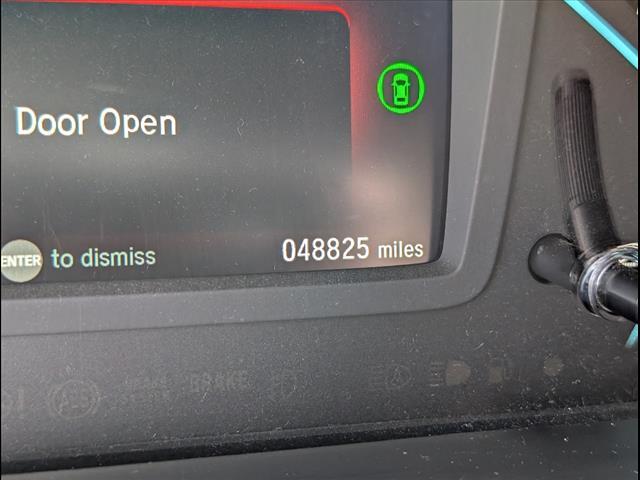 Door Open
ENTER to dismiss
048825 miles
BRAKE